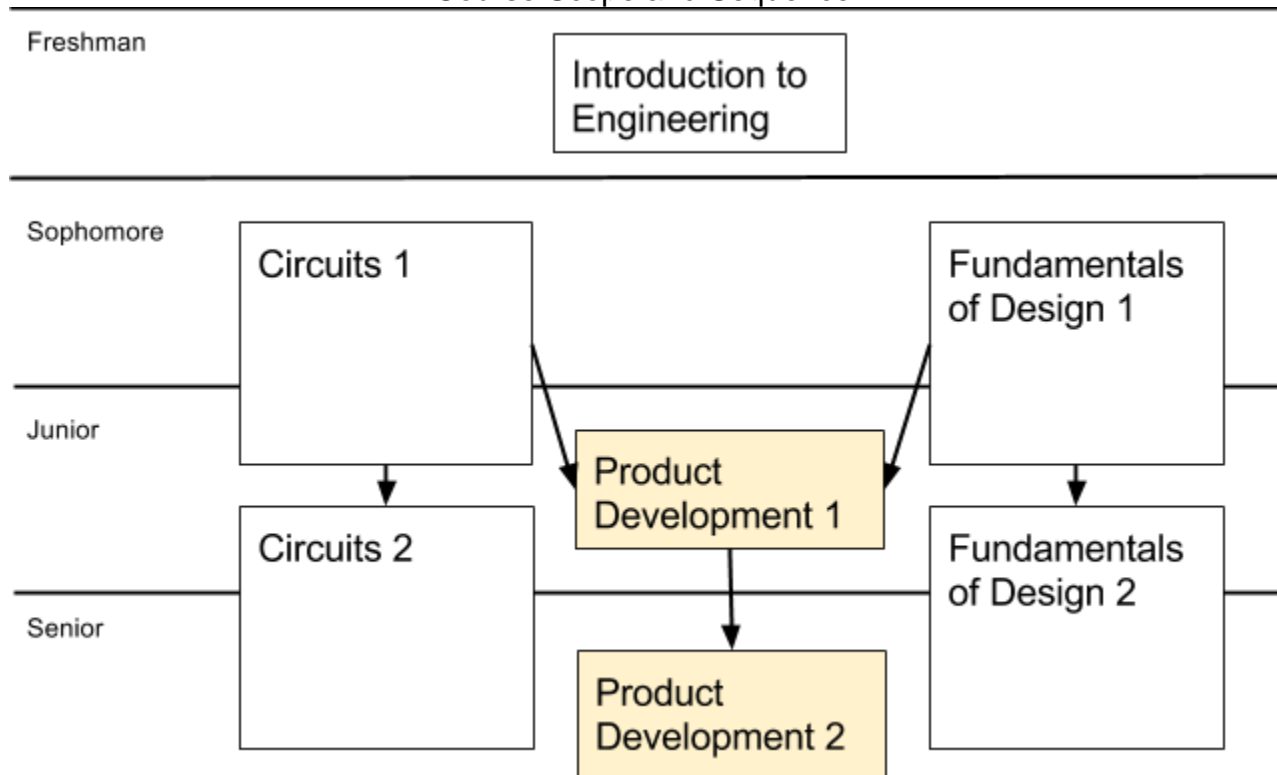 Freshman
Introduction to
Engineering
Sophomore
Circuits 1
Fundamentals
of Design 1
Junior
Product
Development 1
Circuits 2
Fundamentals
of Design 2
Senior
Product
Development 2